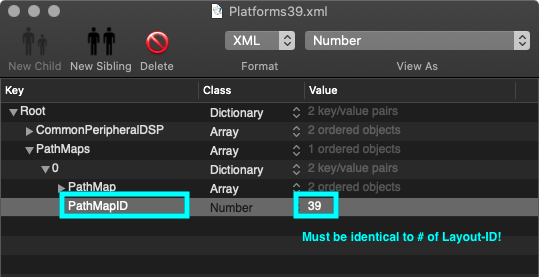 Platforms39.xml
New Child New Sibling Delete XML Format Number View As
Key Class Value
Root Dictionary 2 key/value pairs
CommonPeripheralDSP Array 2 ordered objects
PathMaps Array 1 ordered objects
0 Dictionary 2 key/value pairs
PathMap Array 2 ordered objects
PathMapID Number 39
Must be identical to # of Layout-ID!